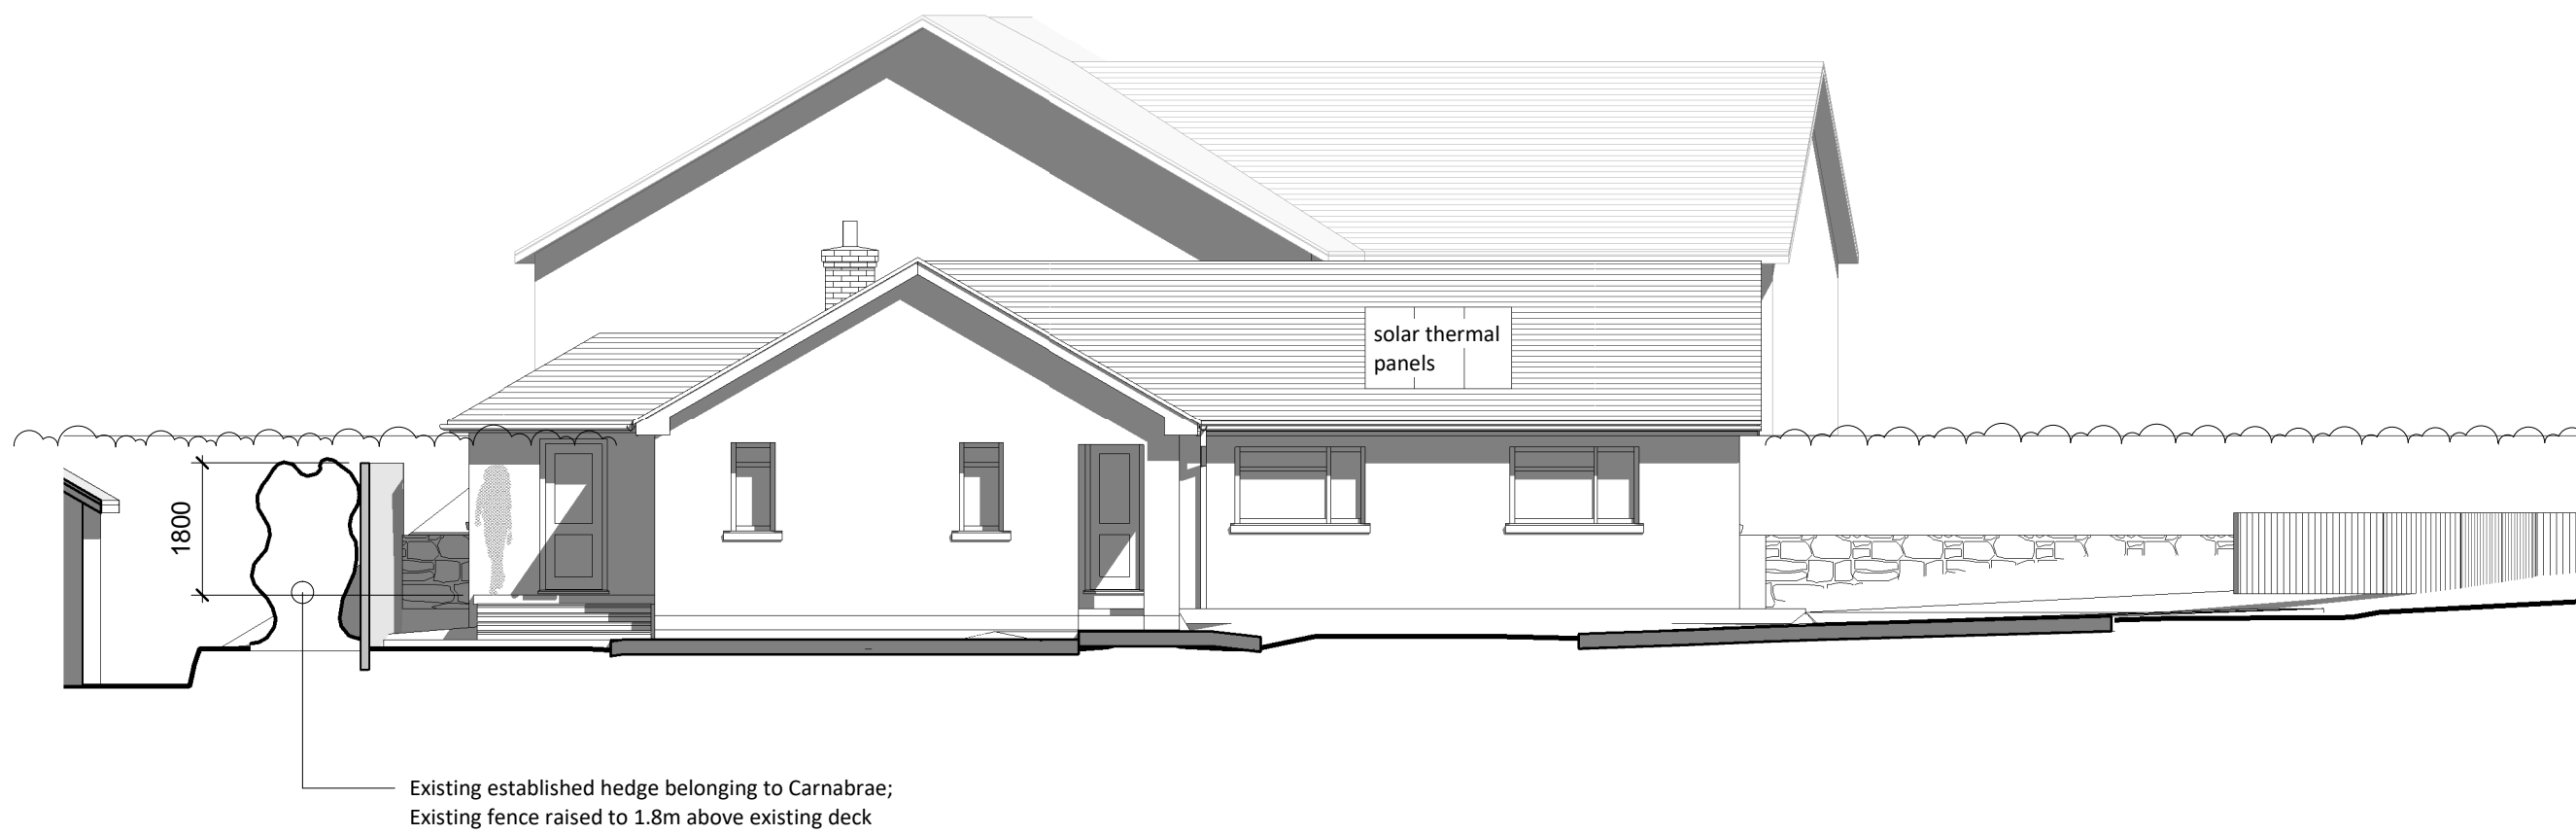 solar thermal
panels
1800
Existing established hedge belonging to Carnabrae;
Existing fence raised to 1.8m above existing deck